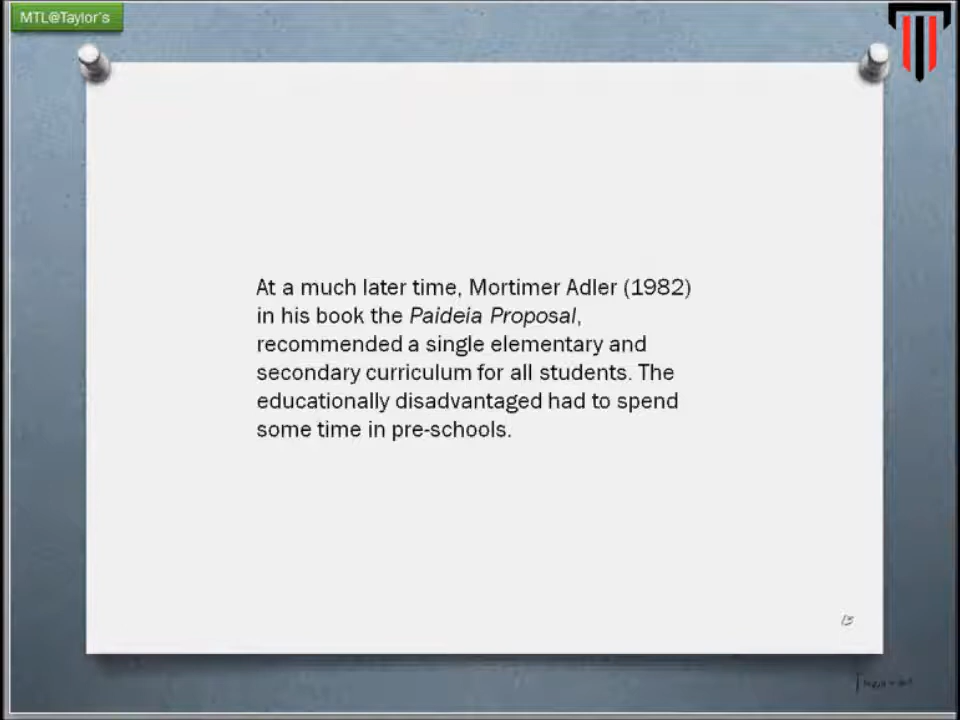 MTL@Taylor's
At a much later time, Mortimer Adler (1982)
in his book the Paideia Proposal,
recommended a single elementary and
secondary curriculum for all students. The
educationally disadvantaged had to spend
some time in pre-schools.